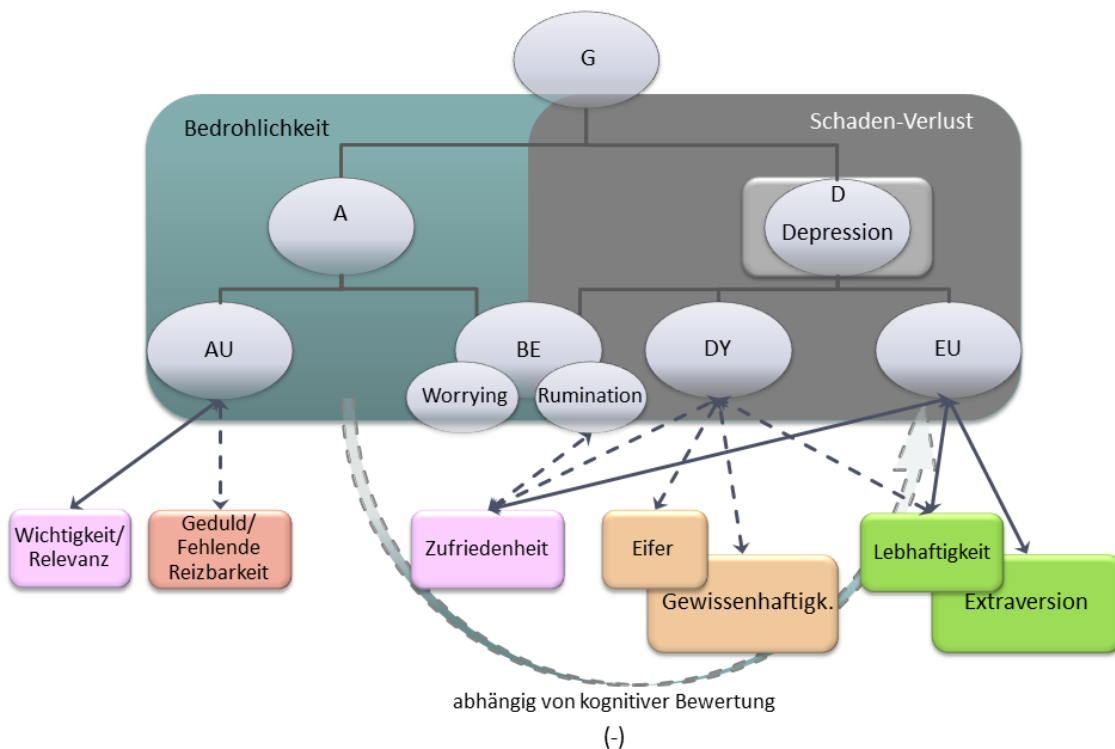 G
Bedrohlichkeit
Schaden-Verlust
A
D
Depression
AU
BE
DY
EU
Worrying
Rumination
Wichtigkeit/
Relevanz
Geduld/
Fehlende
Reizbarkeit
Zufriedenheit
Eifer
Gewissenhaftigk.
Lebhaftigkeit
Extraversion
abhängig von kognitiver Bewertung
(-)